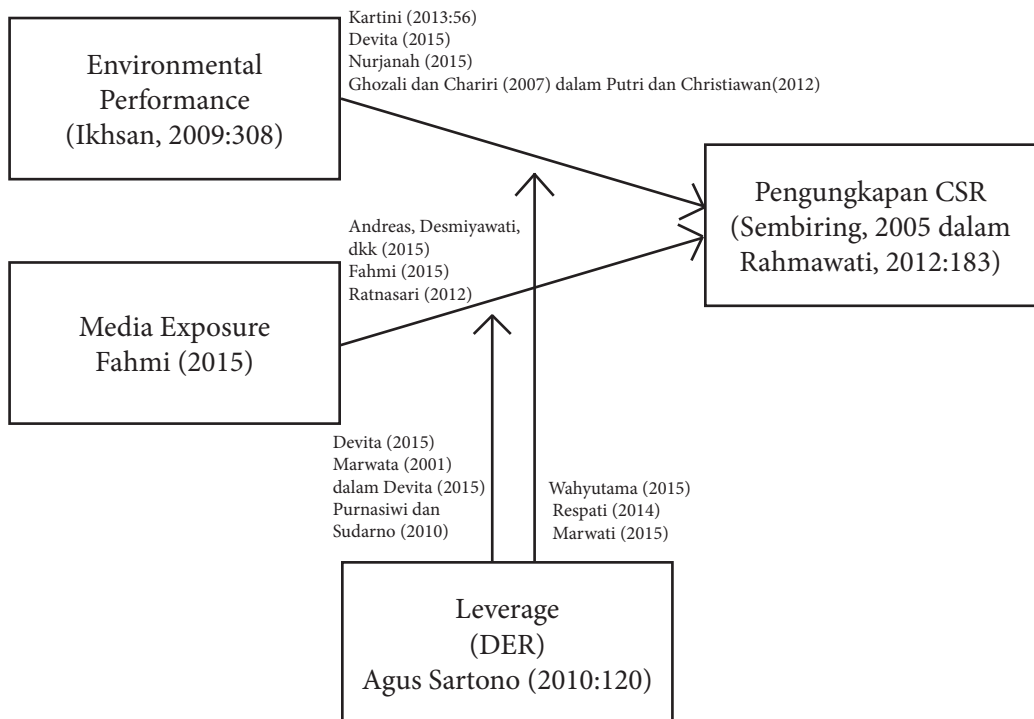 Kartini (2013:56)
Devita (2015)
Nurjanah (2015)
Ghozali dan Chariri (2007) dalam Putri dan Christiawan(2012)
Environmental
Performance
(Ikhsan, 2009:308)
Pengungkapan CSR
(Sembiring, 2005 dalam
Rahmawati, 2012:183)
Andreas, Desmiyawati,
dkk (2015)
Fahmi (2015)
Ratnasari (2012)
Media Exposure
Fahmi (2015)
Devita (2015)
Marwata (2001)
dalam Devita (2015)
Purnasiwi dan
Sudarno (2010)
Wahyutama (2015)
Respati (2014)
Marwati (2015)
Leverage
(DER)
Agus Sartono (2010:120)